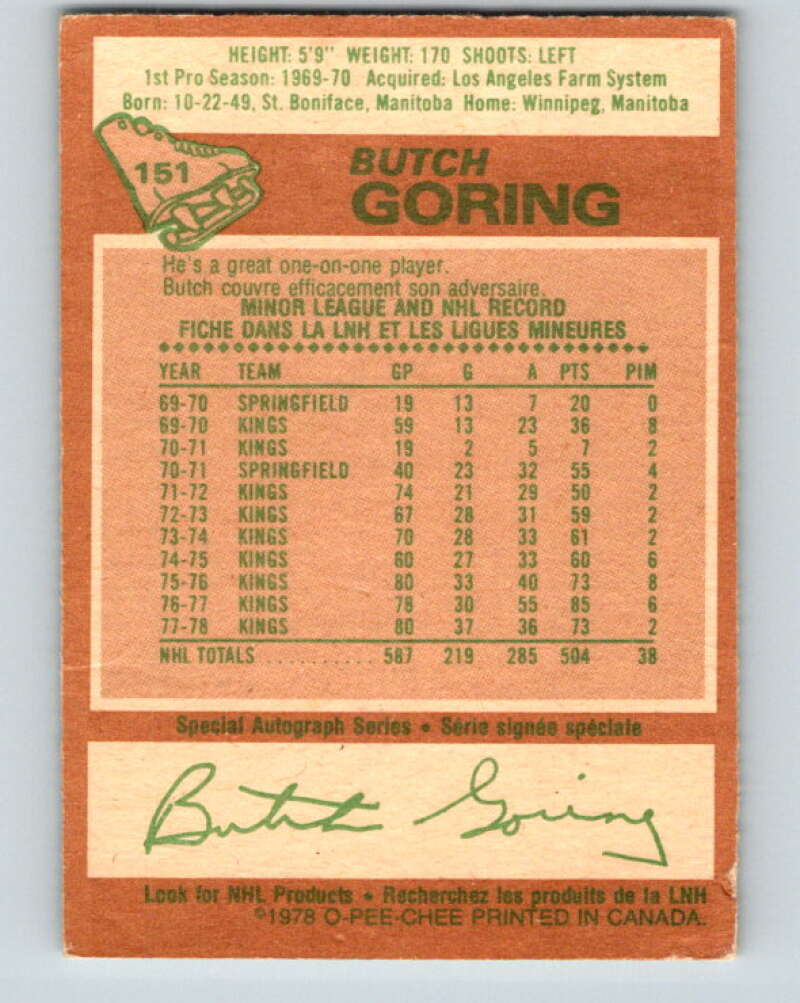 HEIGHT: 5'9" WEIGHT: 170 SHOOTS: LEFT
1st Pro Season: 1969-70 Acquired: Los Angeles Farm System
Born: 10-22-49, St. Boniface, Manitoba Home: Winnipeg, Manitoba
151
BUTCH
GORING
He's a great one-on-one player.
Butch couvre efficacement son adversaire.
MINOR LEAGUE AND NHL RECORD
FICHE DANS LA LNH ET LES LIGUES MINEURES
YEAR TEAM GP G A PTS PIM
69-70 SPRINGFIELD 19 13 7 20 0
69-70 KINGS 59 13 23 36 8
70-71 KINGS 19 2 5 7 2
70-71 SPRINGFIELD 40 23 32 55 4
71-72 KINGS 74 21 29 50 2
72-73 KINGS 67 28 31 59 2
73-74 KINGS 70 28 33 61 2
74-75 KINGS 60 27 33 60 6
75-76 KINGS 80 33 40 73 8
76-77 KINGS 78 30 55 85 6
77-78 KINGS 80 37 36 73 2
NHL TOTALS .......... 587 219 285 504 38
Special Autograph Series • Série signée spéciale
Butch Goring
Look for NHL Products • Recherchez les produits de la LNH
©1978 O-PEE-CHEE PRINTED IN CANADA.